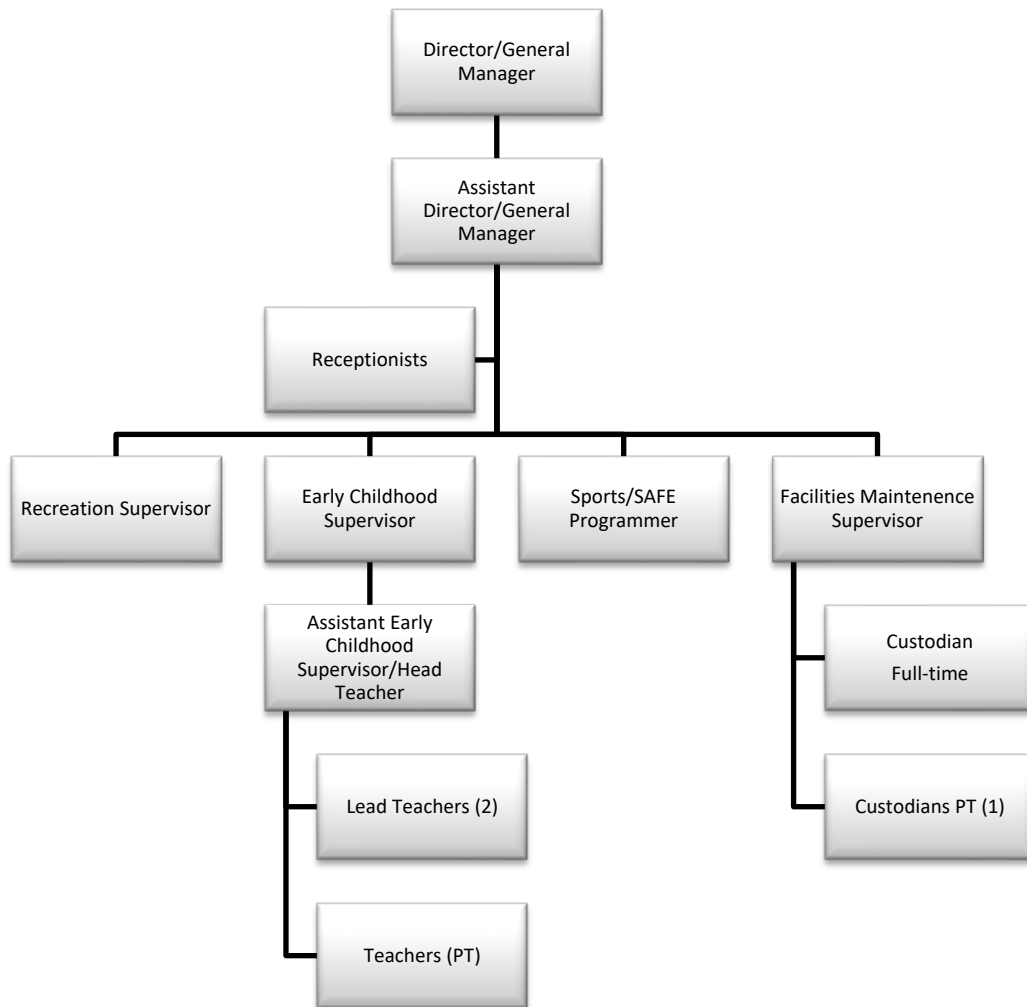 Director/General
Manager
Assistant
Director/General
Manager
Receptionists
Recreation Supervisor
Early Childhood
Supervisor
Sports/SAFE
Programmer
Facilities Maintenence
Supervisor
Assistant Early
Childhood
Supervisor/Head
Teacher
Custodian
Full-time
Lead Teachers (2)
Custodians PT (1)
Teachers (PT)